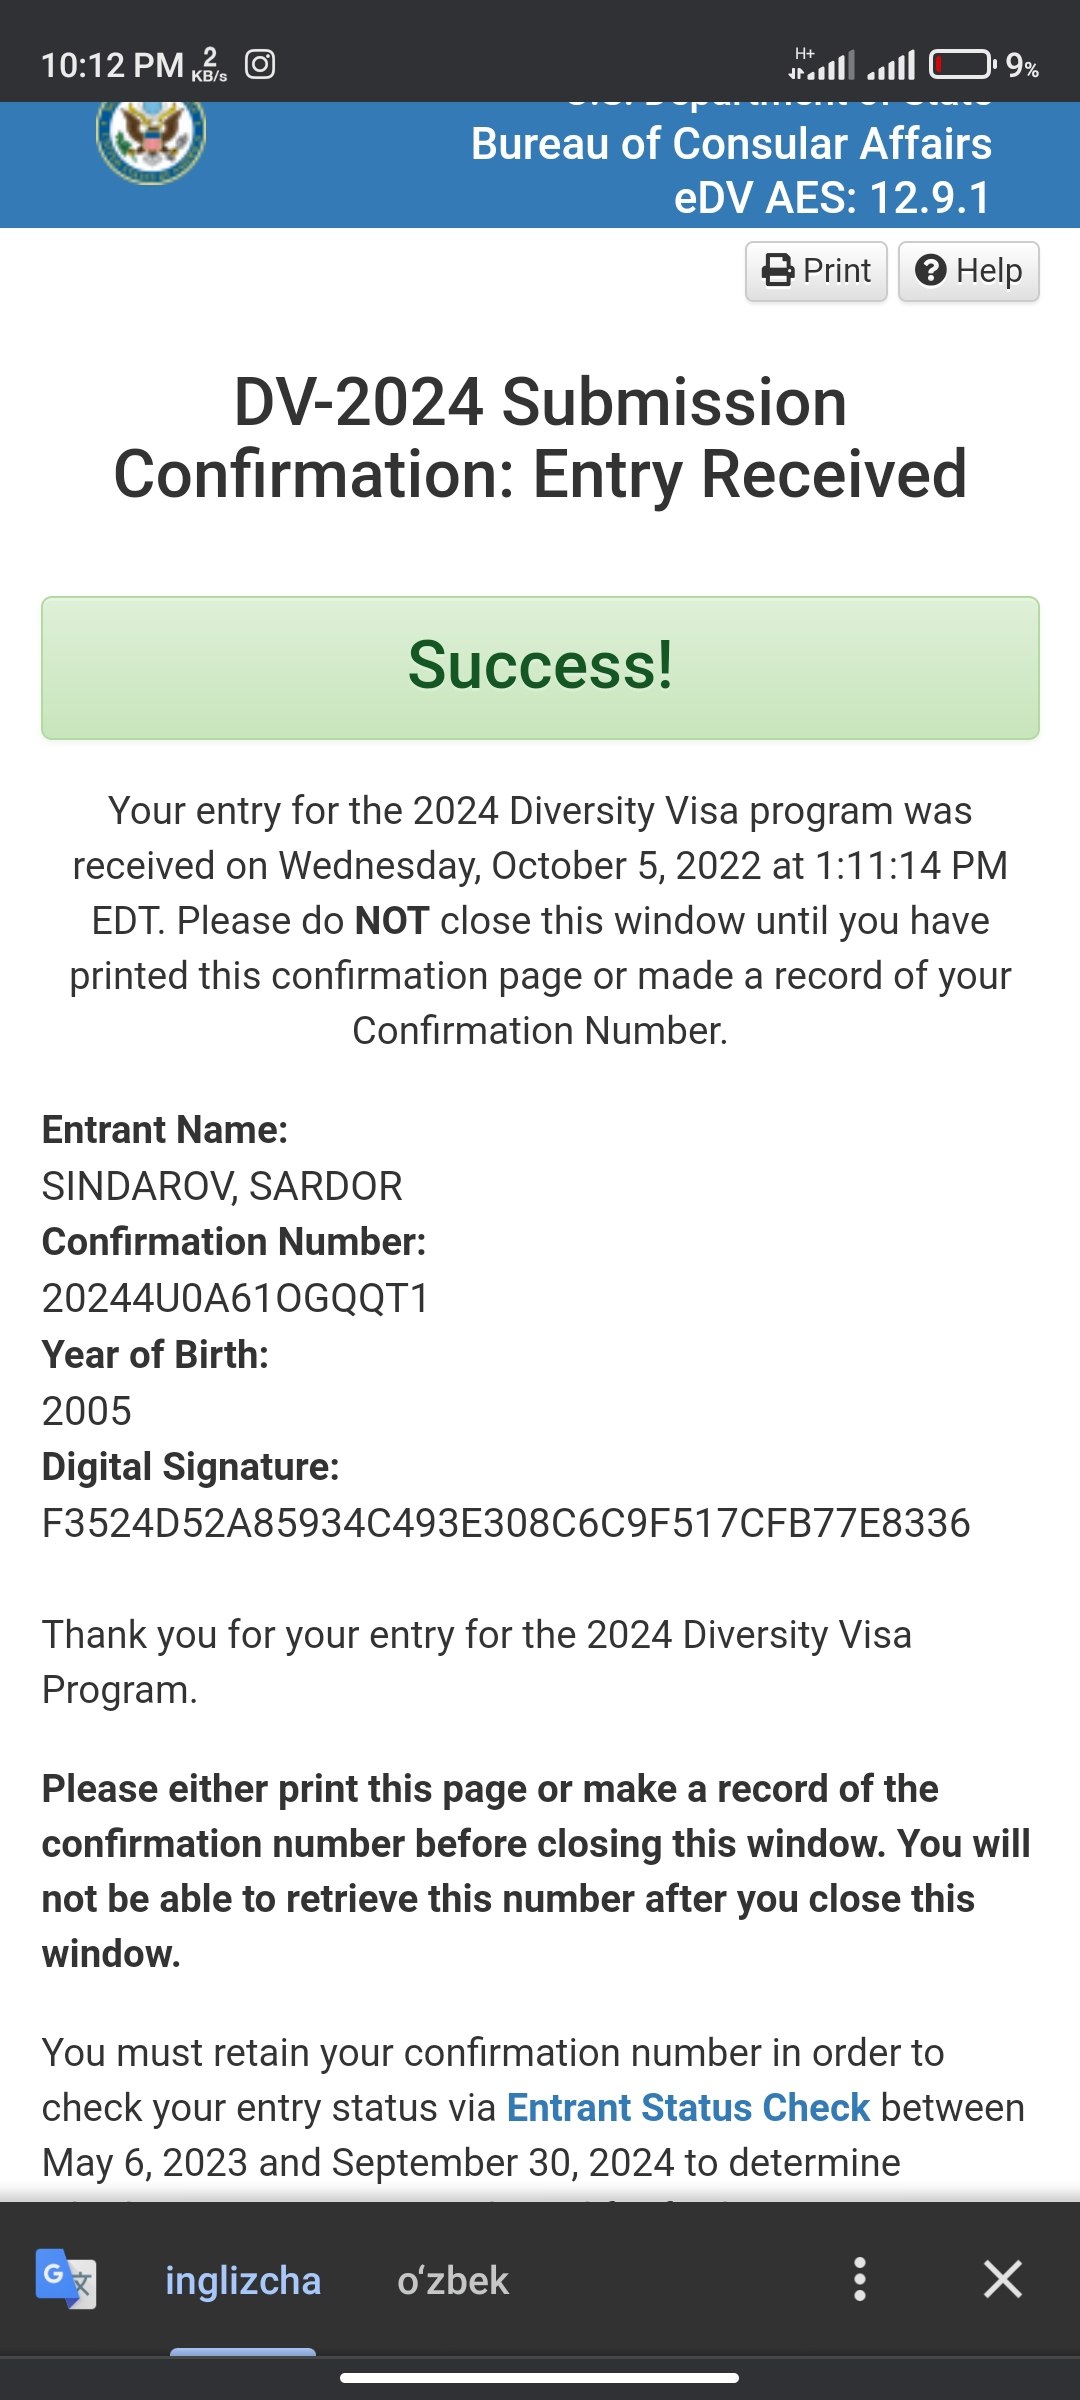 10:12 PM 2 KB/s H+ 9%
U.S. Department of State
Bureau of Consular Affairs
eDV AES: 12.9.1
Print Help
DV-2024 Submission
Confirmation: Entry Received
Success!
Your entry for the 2024 Diversity Visa program was
received on Wednesday, October 5, 2022 at 1:11:14 PM
EDT. Please do NOT close this window until you have
printed this confirmation page or made a record of your
Confirmation Number.
Entrant Name:
SINDAROV, SARDOR
Confirmation Number:
20244U0A61OGQQT1
Year of Birth:
2005
Digital Signature:
F3524D52A85934C493E308C6C9F517CFB77E8336
Thank you for your entry for the 2024 Diversity Visa
Program.
Please either print this page or make a record of the
confirmation number before closing this window. You will
not be able to retrieve this number after you close this
window.
You must retain your confirmation number in order to
check your entry status via Entrant Status Check between
May 6, 2023 and September 30, 2024 to determine
inglizcha oʻzbek